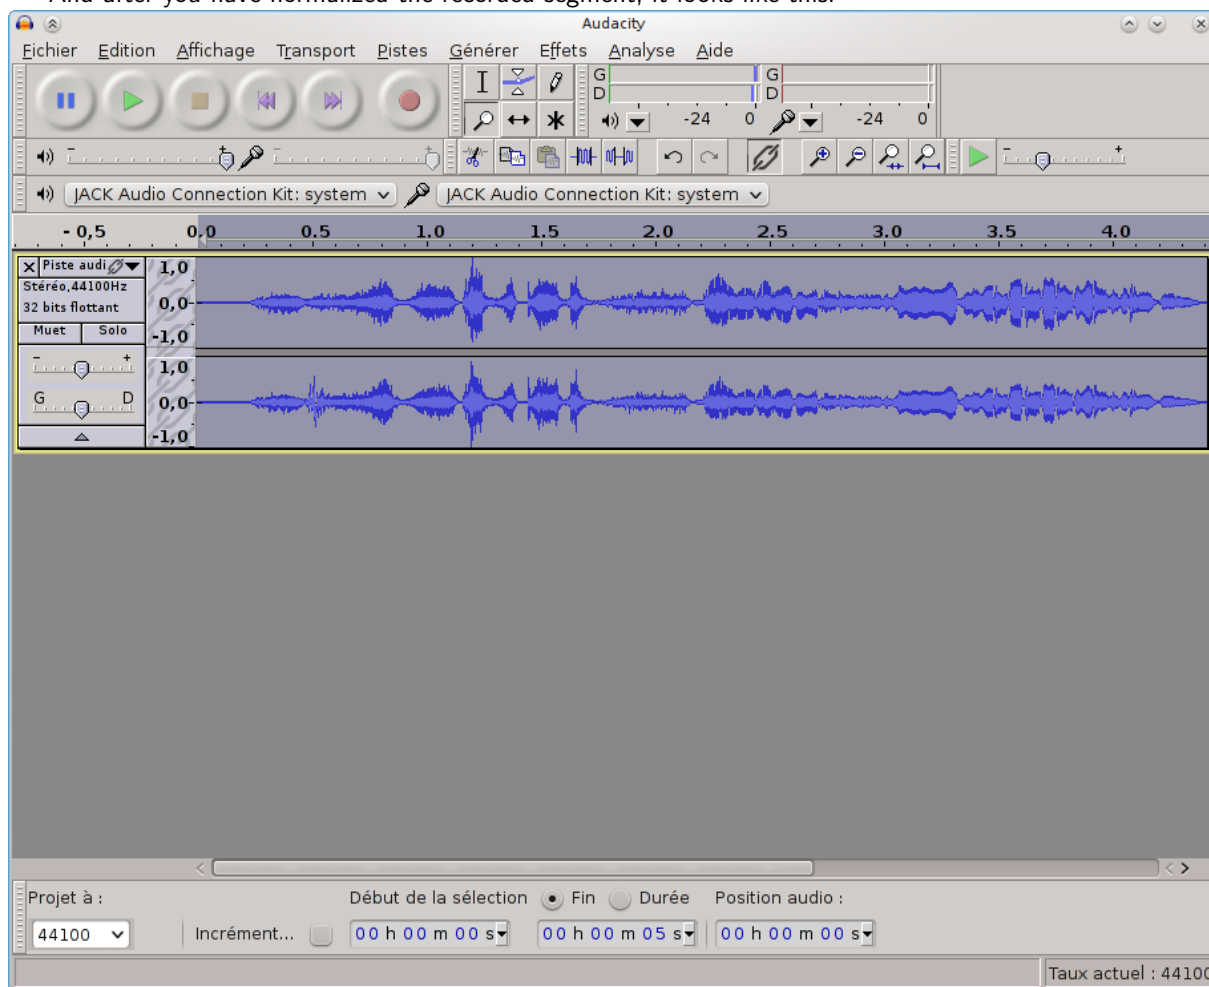 And after you have normalized the recorded segment, it looks like this:
Audacity
Fichier Edition Affichage Transport Pistes Générer Effets Analyse Aide
G G
D D
-24 0 -24 0
- + - + - +
JACK Audio Connection Kit: system JACK Audio Connection Kit: system
- 0,5 0.0 0.5 1.0 1.5 2.0 2.5 3.0 3.5 4.0
Piste audi 1,0
Stéréo,44100Hz
32 bits flottant 0,0
Muet Solo -1,0
- + 1,0
G D 0,0
-1,0
Projet à : Début de la sélection Fin Durée Position audio :
44100 Incrément... 00 h 00 m 00 s 00 h 00 m 05 s 00 h 00 m 00 s
Taux actuel : 44100